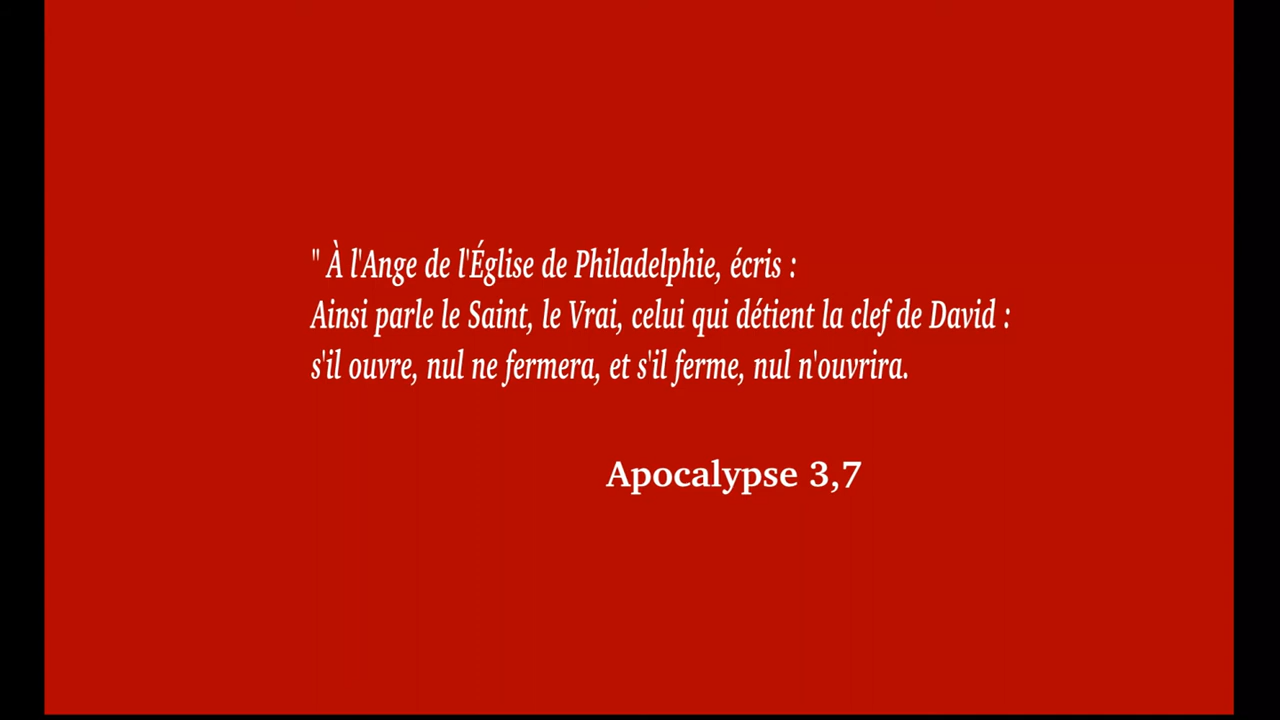 " À l'Ange de l'Église de Philadelphie, écris :
Ainsi parle le Saint, le Vrai, celui qui détient la clef de David :
s'il ouvre, nul ne fermera, et s'il ferme, nul n'ouvrira.
Apocalypse 3,7